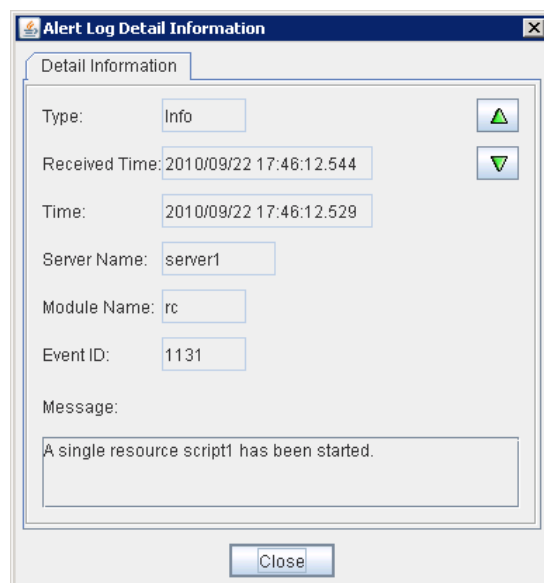 Alert Log Detail Information
Detail Information
Type: Info
Received Time: 2010/09/22 17:46:12.544
Time: 2010/09/22 17:46:12.529
Server Name: server1
Module Name: rc
Event ID: 1131
Message:
A single resource script1 has been started.
Close